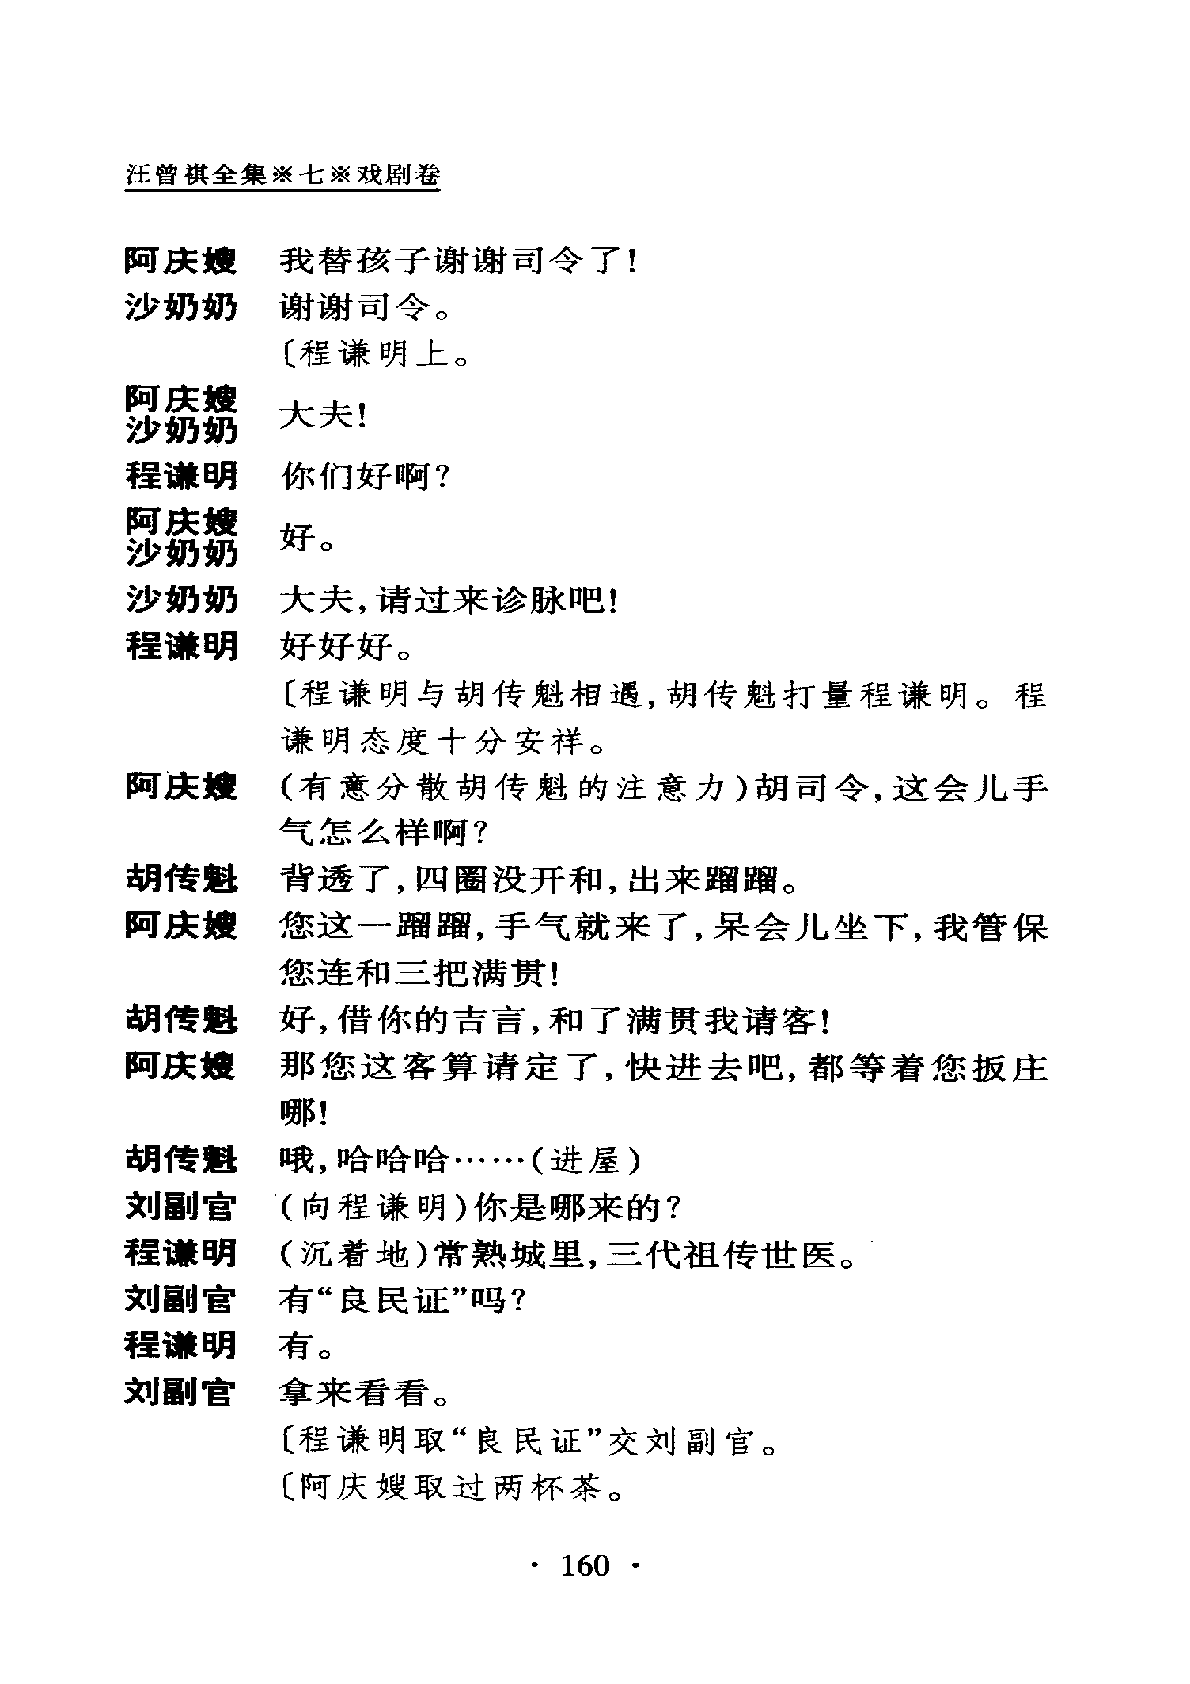 汪曾祺全集※七※戏剧卷
阿庆嫂 我替孩子谢谢司令了!
沙奶奶 谢谢司令。
〔程谦明上。
阿庆嫂
沙奶奶
大夫!
程谦明 你们好啊?
阿庆嫂
沙奶奶
好。
沙奶奶 大夫,请过来诊脉吧!
程谦明 好好好。
〔程谦明与胡传魁相遇,胡传魁打量程谦明。程
谦明态度十分安祥。
阿庆嫂 (有意分散胡传魁的注意力)胡司令,这会儿手
气怎么样啊?
胡传魁 背透了,四圈没开和,出来蹓蹓。
阿庆嫂 您这一蹓蹓,手气就来了,呆会儿坐下,我管保
您连和三把满贯!
胡传魁 好,借你的吉言,和了满贯我请客!
阿庆嫂 那您这客算请定了,快进去吧,都等着您扳庄
哪!
胡传魁 哦,哈哈哈……(进屋)
刘副官 (向程谦明)你是哪来的?
程谦明 (沉着地)常熟城里,三代祖传世医。
刘副官 有“良民证”吗?
程谦明 有。
刘副官 拿来看看。
〔程谦明取“良民证”交刘副官。
〔阿庆嫂取过两杯茶。
· 160 ·